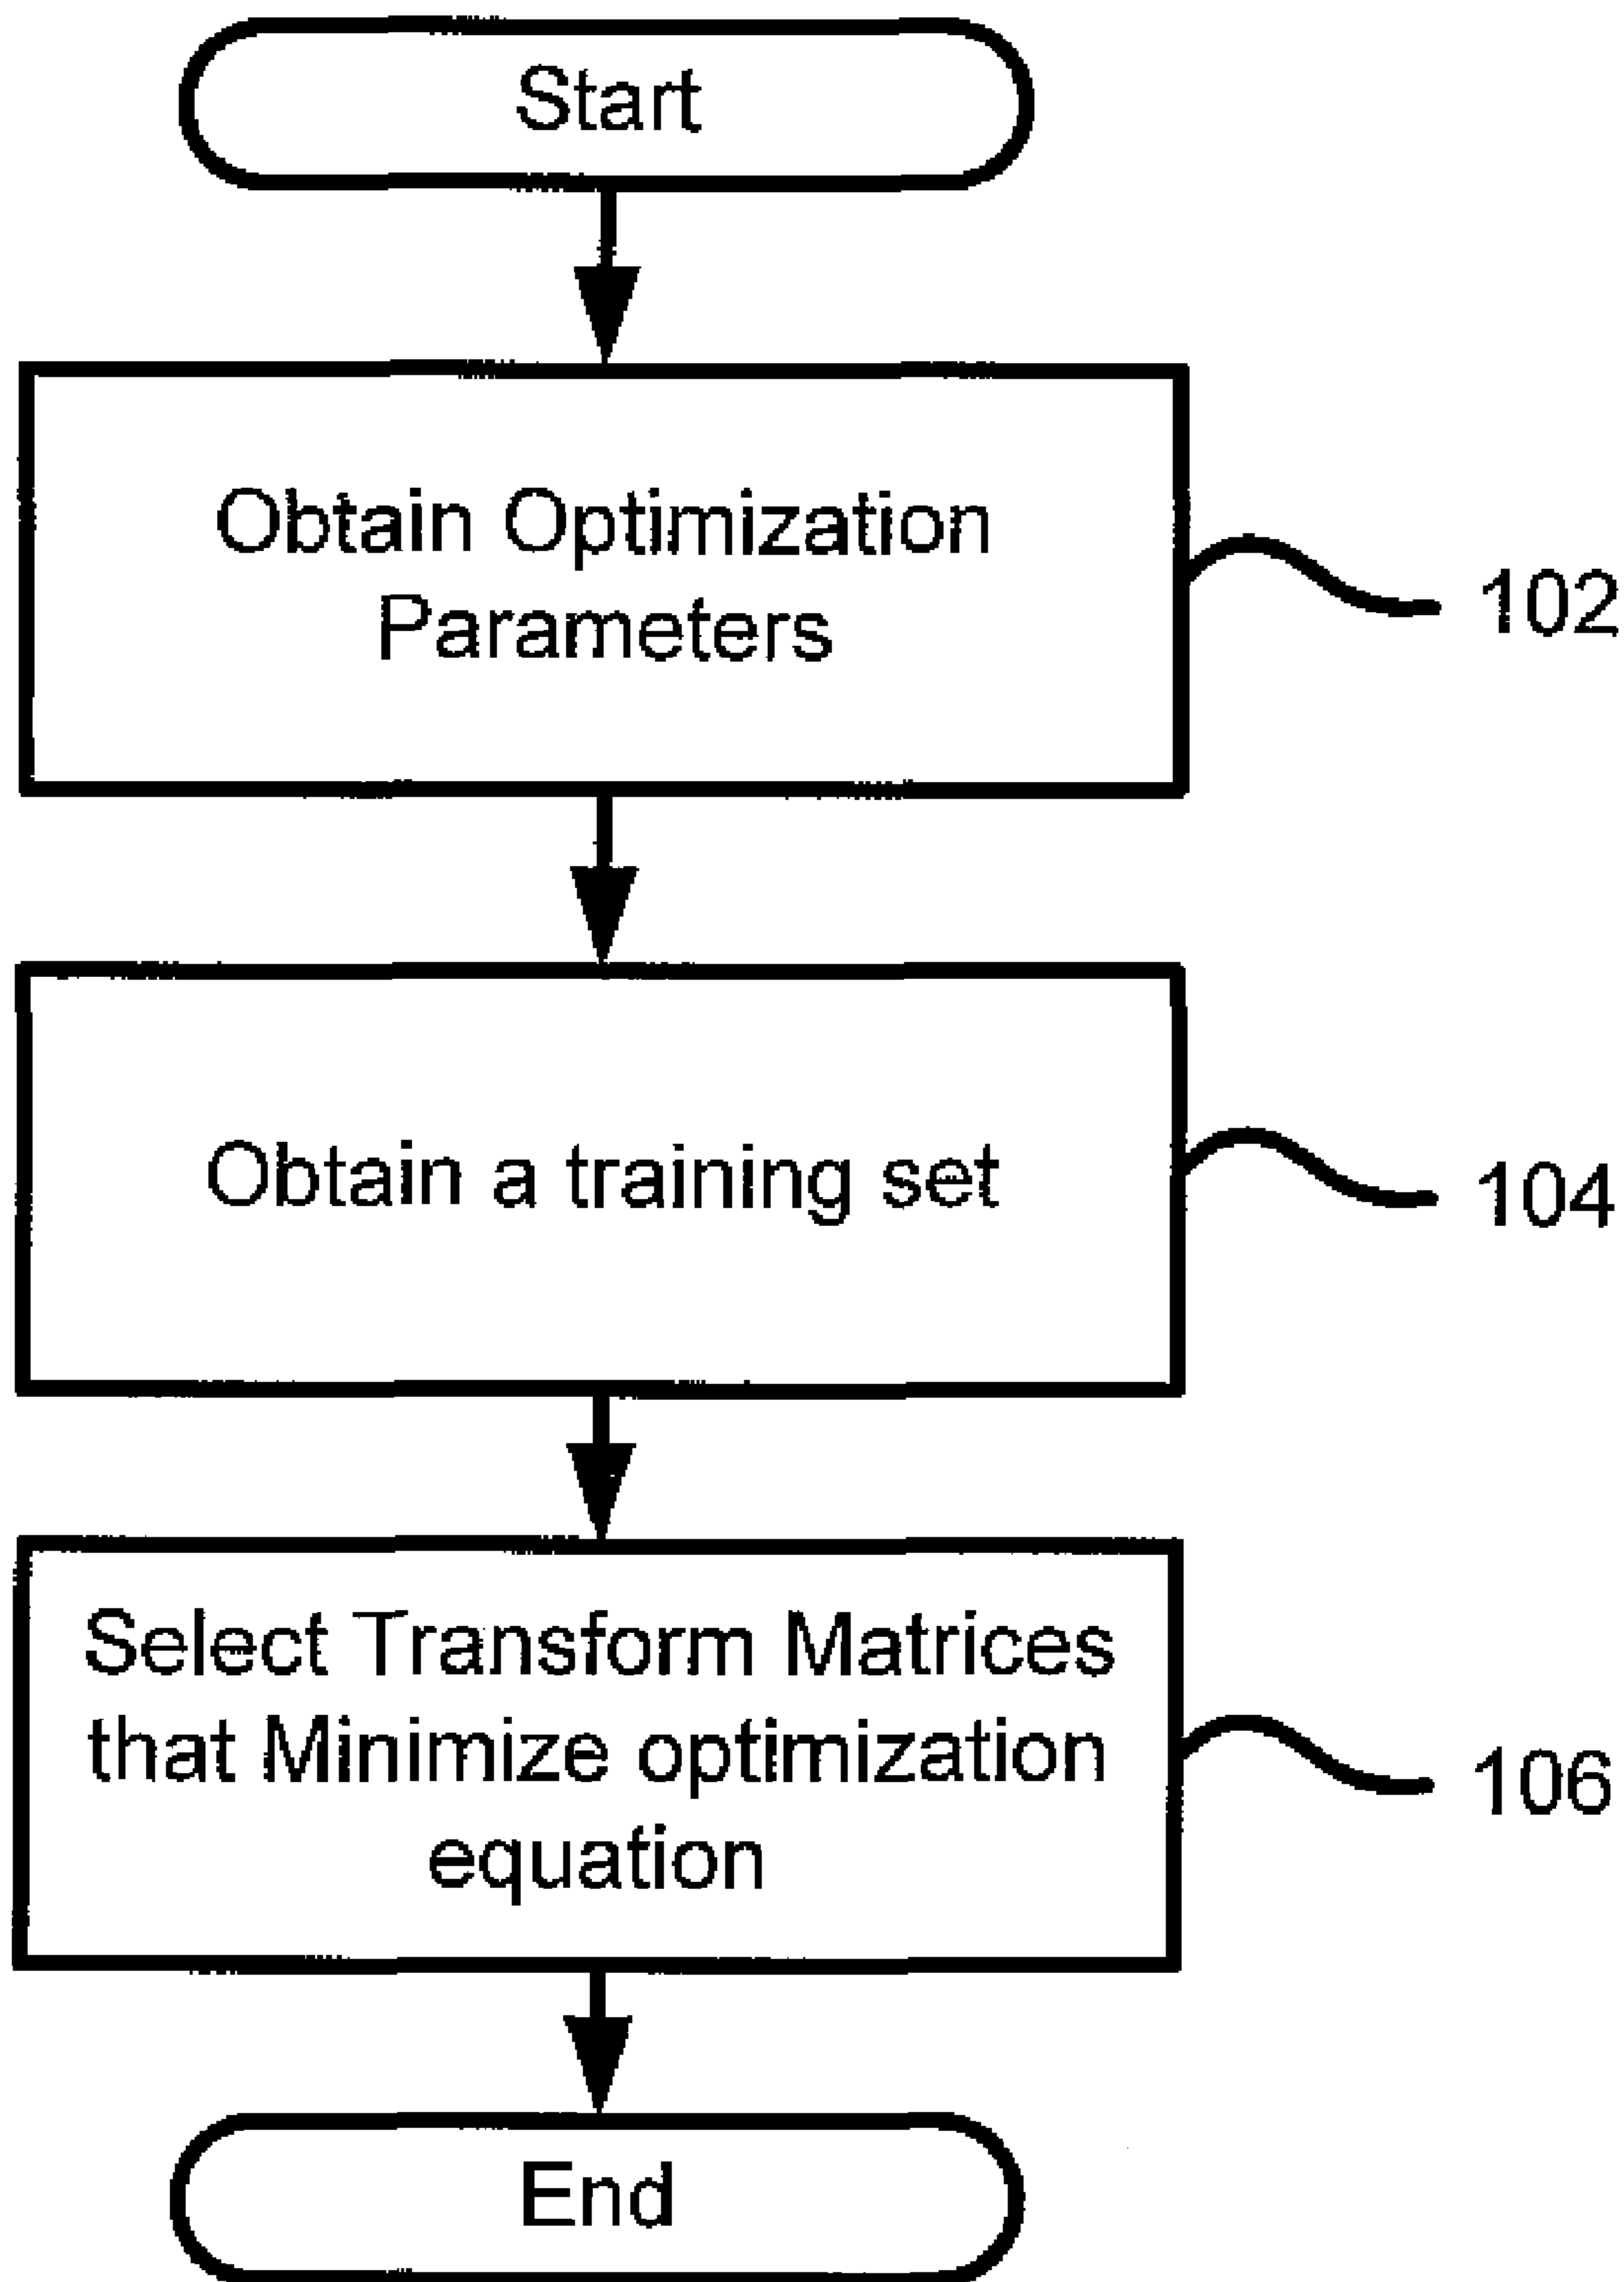 Start
Obtain Optimization
Parameters
102
Obtain a training set
104
Select Transform Matrices
that Minimize optimization
equation
106
End